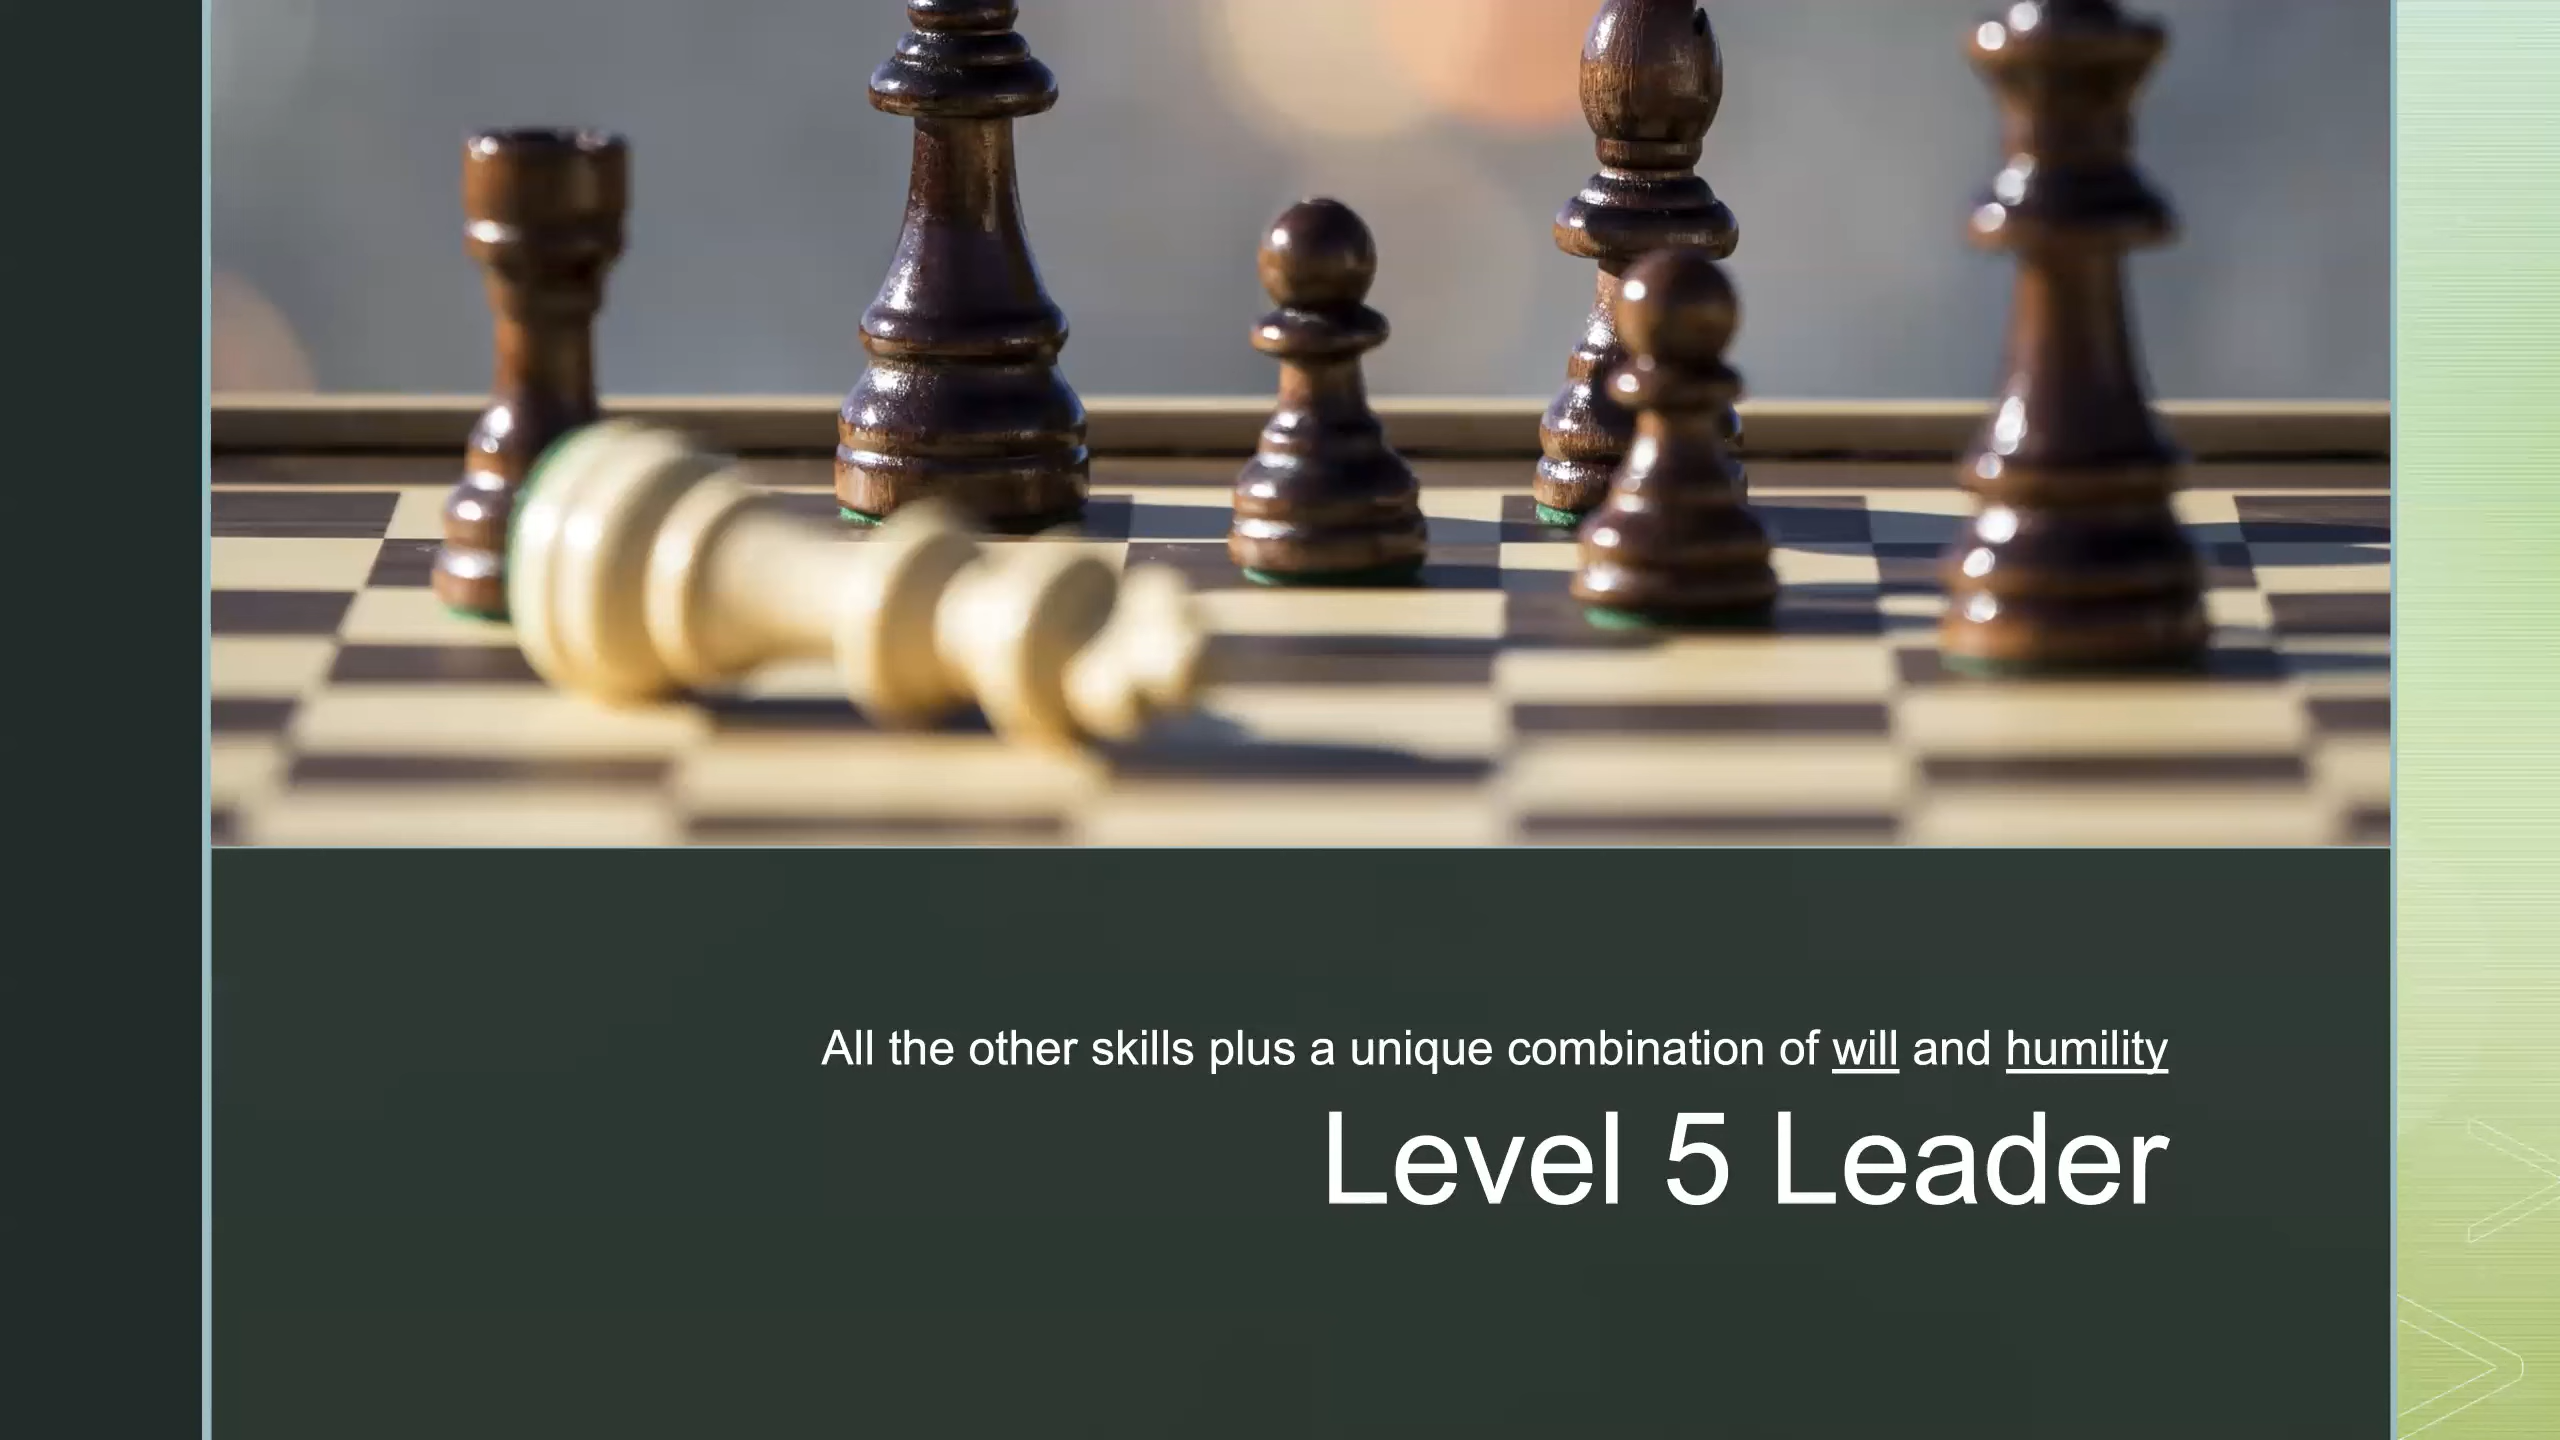 All the other skills plus a unique combination of will and humility
Level 5 Leader